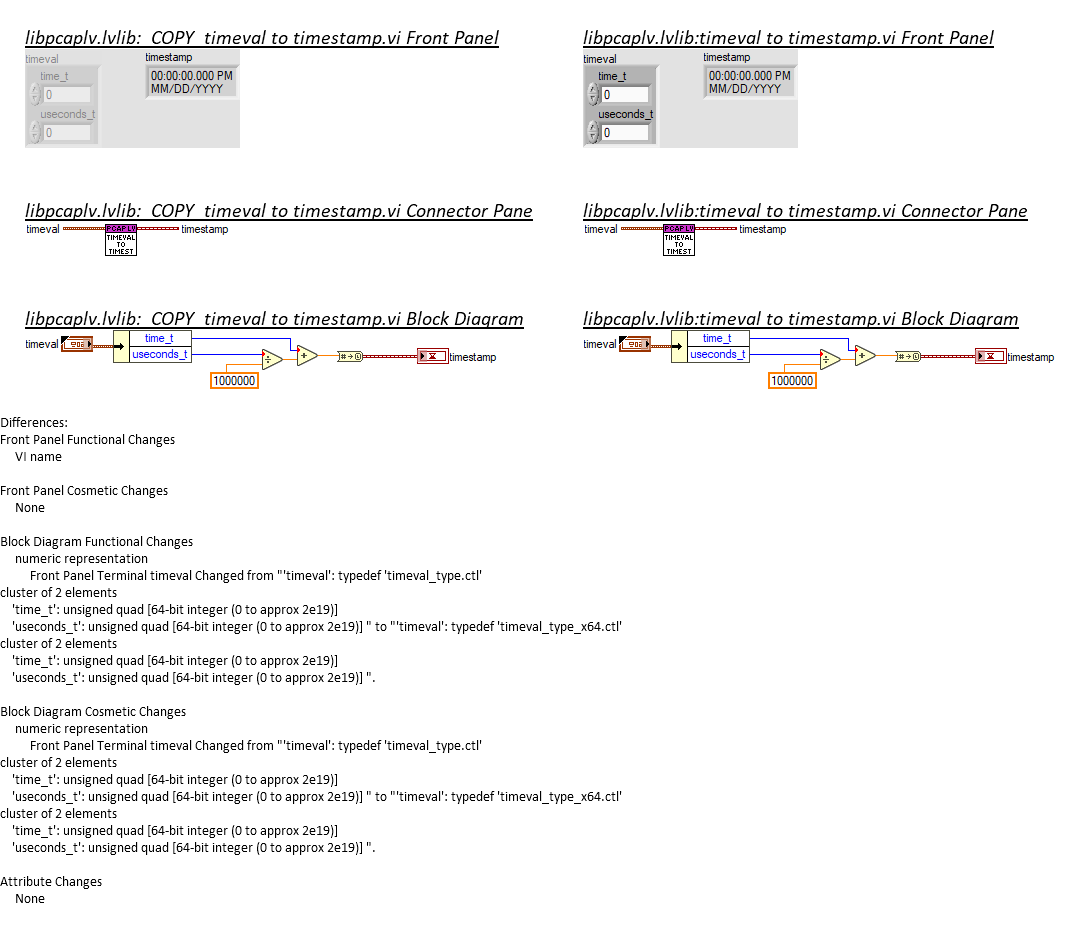 libpcaplv.lvlib:_COPY_timeval to timestamp.vi Front Panel
timeval
timestamp
time_t
00:00:00.000 PM
MM/DD/YYYY
0
useconds_t
0
libpcaplv.lvlib:timeval to timestamp.vi Front Panel
timeval
timestamp
time_t
00:00:00.000 PM
MM/DD/YYYY
0
useconds_t
0
libpcaplv.lvlib:_COPY_timeval to timestamp.vi Connector Pane
timeval
PCAPLV
TIMEVAL
TO
TIMEST
timestamp
libpcaplv.lvlib:timeval to timestamp.vi Connector Pane
timeval
PCAPLV
TIMEVAL
TO
TIMEST
timestamp
libpcaplv.lvlib:_COPY_timeval to timestamp.vi Block Diagram
timeval
time_t
useconds_t
1000000
timestamp
libpcaplv.lvlib:timeval to timestamp.vi Block Diagram
timeval
time_t
useconds_t
1000000
timestamp
Differences:
Front Panel Functional Changes
VI name
Front Panel Cosmetic Changes
None
Block Diagram Functional Changes
numeric representation
Front Panel Terminal timeval Changed from "'timeval': typedef 'timeval_type.ctl'
cluster of 2 elements
'time_t': unsigned quad [64-bit integer (0 to approx 2e19)]
'useconds_t': unsigned quad [64-bit integer (0 to approx 2e19)] " to "'timeval': typedef 'timeval_type_x64.ctl'
cluster of 2 elements
'time_t': unsigned quad [64-bit integer (0 to approx 2e19)]
'useconds_t': unsigned quad [64-bit integer (0 to approx 2e19)] ".
Block Diagram Cosmetic Changes
numeric representation
Front Panel Terminal timeval Changed from "'timeval': typedef 'timeval_type.ctl'
cluster of 2 elements
'time_t': unsigned quad [64-bit integer (0 to approx 2e19)]
'useconds_t': unsigned quad [64-bit integer (0 to approx 2e19)] " to "'timeval': typedef 'timeval_type_x64.ctl'
cluster of 2 elements
'time_t': unsigned quad [64-bit integer (0 to approx 2e19)]
'useconds_t': unsigned quad [64-bit integer (0 to approx 2e19)] ".
Attribute Changes
None